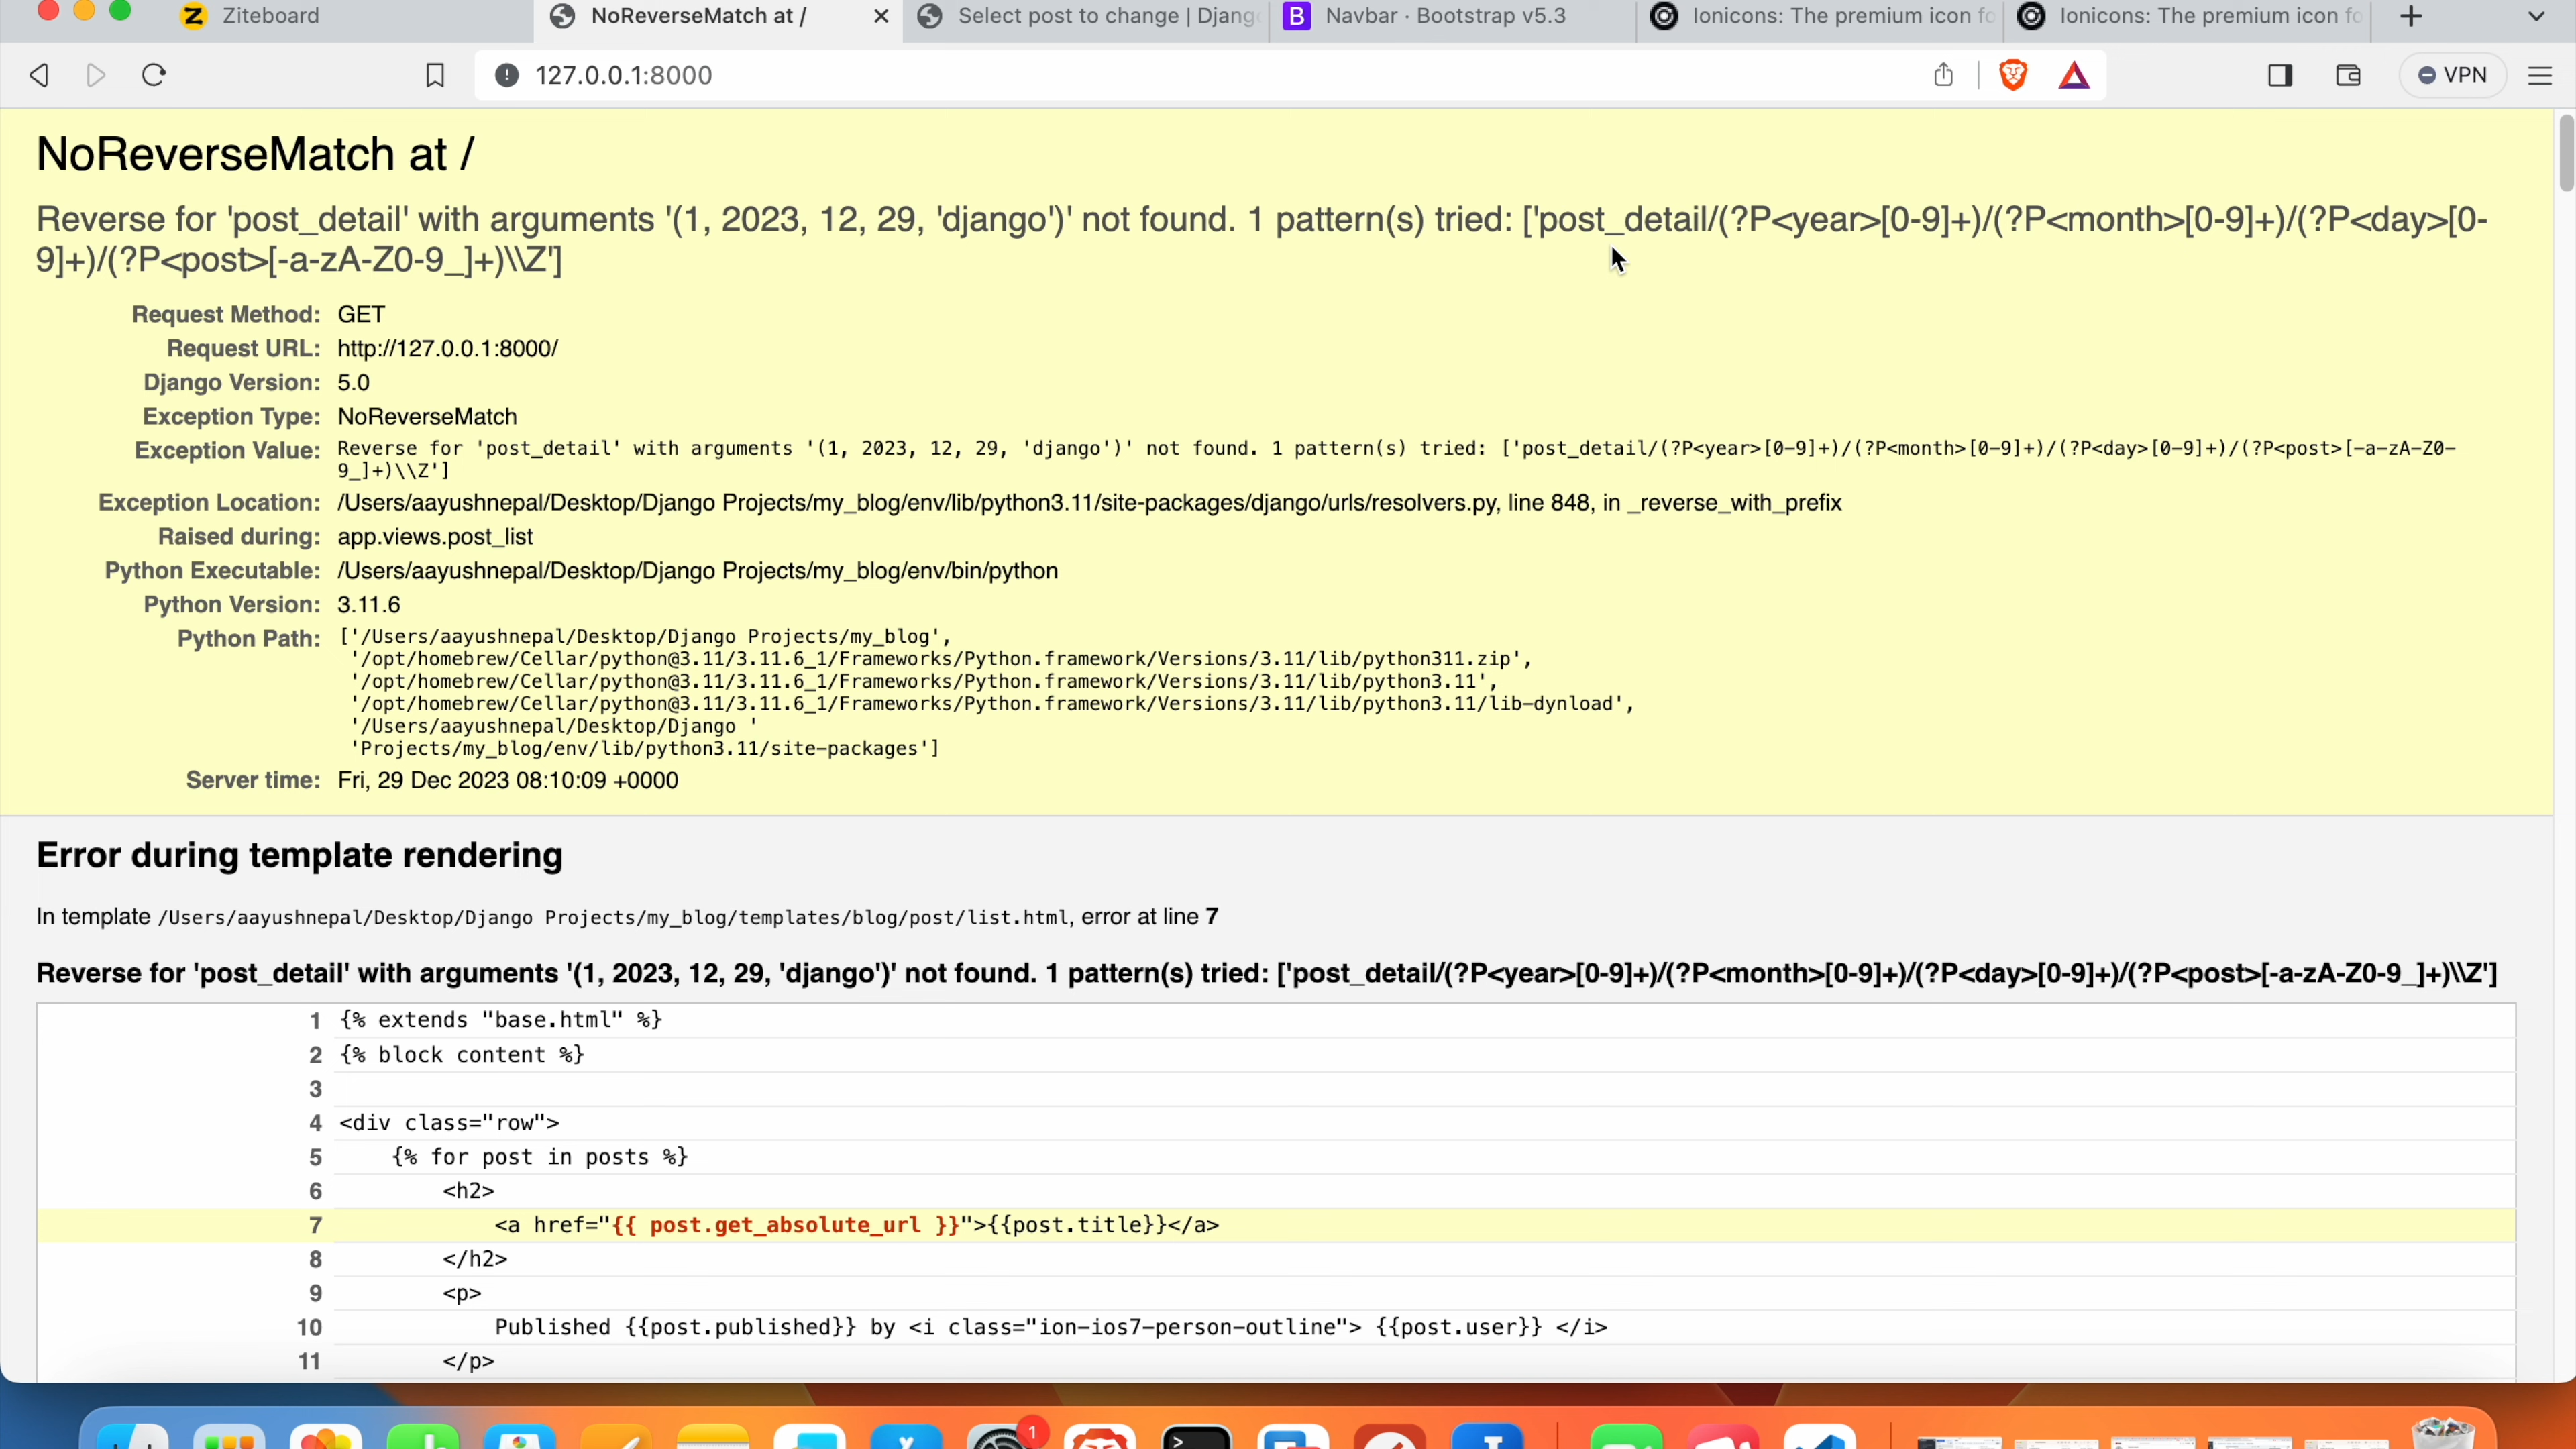 Ziteboard
NoReverseMatch at /
Select post to change | Djang
B Navbar · Bootstrap v5.3
Ionicons: The premium icon fo
Ionicons: The premium icon fo
127.0.0.1:8000
VPN
NoReverseMatch at /
Reverse for 'post_detail' with arguments '(1, 2023, 12, 29, 'django')' not found. 1 pattern(s) tried: ['post_detail/(?P<year>[0-9]+)/(?P<month>[0-9]+)/(?P<day>[0-
9]+)/(?P<post>[-a-zA-Z0-9_]+)\\Z']
Request Method: GET
Request URL: http://127.0.0.1:8000/
Django Version: 5.0
Exception Type: NoReverseMatch
Exception Value: Reverse for 'post_detail' with arguments '(1, 2023, 12, 29, 'django')' not found. 1 pattern(s) tried: ['post_detail/(?P<year>[0-9]+)/(?P<month>[0-9]+)/(?P<day>[0-9]+)/(?P<post>[-a-zA-Z0-
9_]+)\\Z']
Exception Location: /Users/aayushnepal/Desktop/Django Projects/my_blog/env/lib/python3.11/site-packages/django/urls/resolvers.py, line 848, in _reverse_with_prefix
Raised during: app.views.post_list
Python Executable: /Users/aayushnepal/Desktop/Django Projects/my_blog/env/bin/python
Python Version: 3.11.6
Python Path: ['/Users/aayushnepal/Desktop/Django Projects/my_blog',
'/opt/homebrew/Cellar/python@3.11/3.11.6_1/Frameworks/Python.framework/Versions/3.11/lib/python311.zip',
'/opt/homebrew/Cellar/python@3.11/3.11.6_1/Frameworks/Python.framework/Versions/3.11/lib/python3.11',
'/opt/homebrew/Cellar/python@3.11/3.11.6_1/Frameworks/Python.framework/Versions/3.11/lib/python3.11/lib-dynload',
'/Users/aayushnepal/Desktop/Django '
'Projects/my_blog/env/lib/python3.11/site-packages']
Server time: Fri, 29 Dec 2023 08:10:09 +0000
Error during template rendering
In template /Users/aayushnepal/Desktop/Django Projects/my_blog/templates/blog/post/list.html, error at line 7
Reverse for 'post_detail' with arguments '(1, 2023, 12, 29, 'django')' not found. 1 pattern(s) tried: ['post_detail/(?P<year>[0-9]+)/(?P<month>[0-9]+)/(?P<day>[0-9]+)/(?P<post>[-a-zA-Z0-9_]+)\\Z']
1 {% extends "base.html" %}
2 {% block content %}
3
4 <div class="row">
5 {% for post in posts %}
6 <h2>
7 <a href="{{ post.get_absolute_url }}">{{post.title}}</a>
8 </h2>
9 <p>
10 Published {{post.published}} by <i class="ion-ios7-person-outline"> {{post.user}} </i>
11 </p>
1